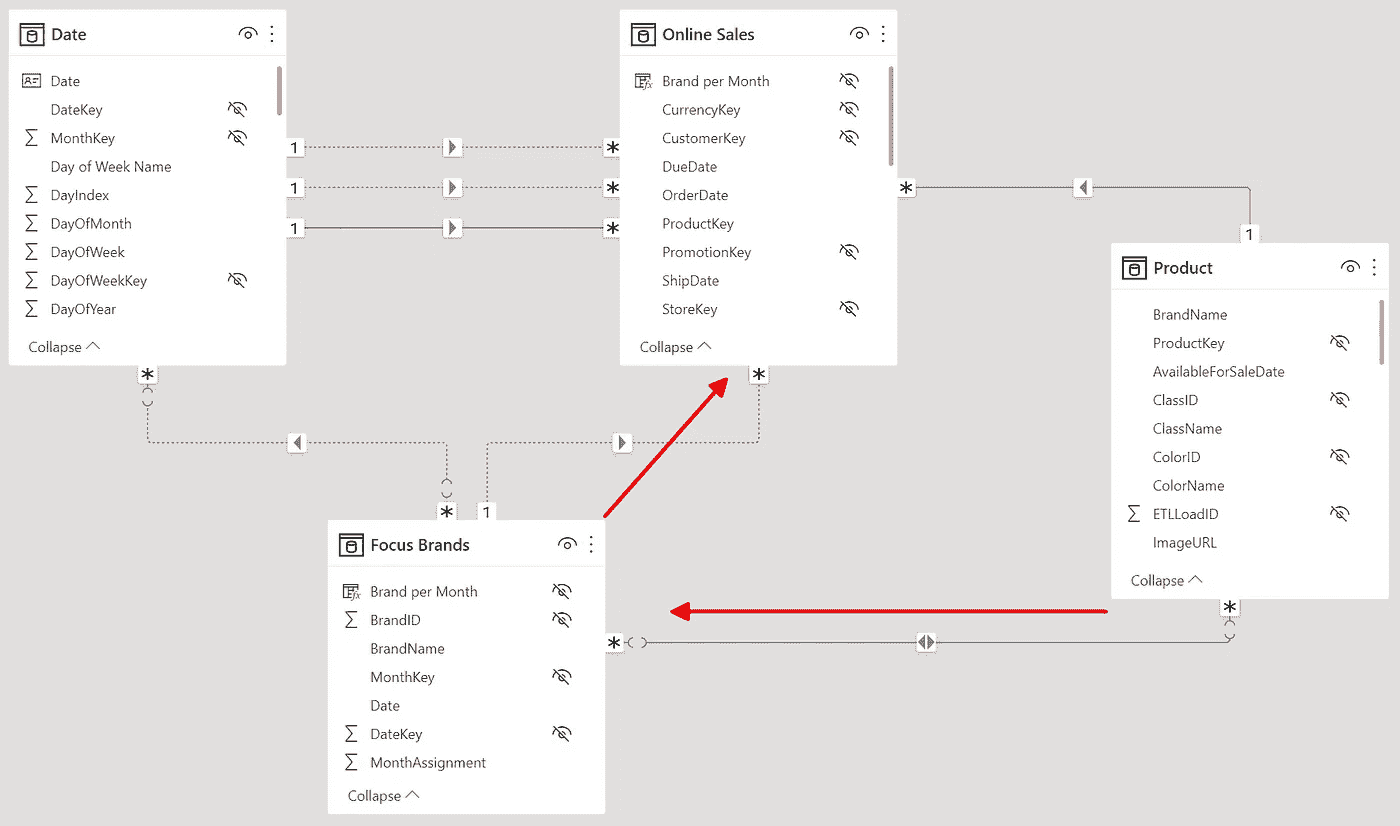 Date
Date
DateKey
MonthKey
Day of Week Name
DayIndex
DayOfMonth
DayOfWeek
DayOfWeekKey
DayOfYear
Collapse
1
1
1
*
*
*
*
Online Sales
Brand per Month
CurrencyKey
CustomerKey
DueDate
OrderDate
ProductKey
PromotionKey
ShipDate
StoreKey
Collapse
*
*
1
Product
BrandName
ProductKey
AvailableForSaleDate
ClassID
ClassName
ColorID
ColorName
ETLLoadID
ImageURL
Collapse
*
*
1
Focus Brands
Brand per Month
BrandID
BrandName
MonthKey
Date
DateKey
MonthAssignment
Collapse
*